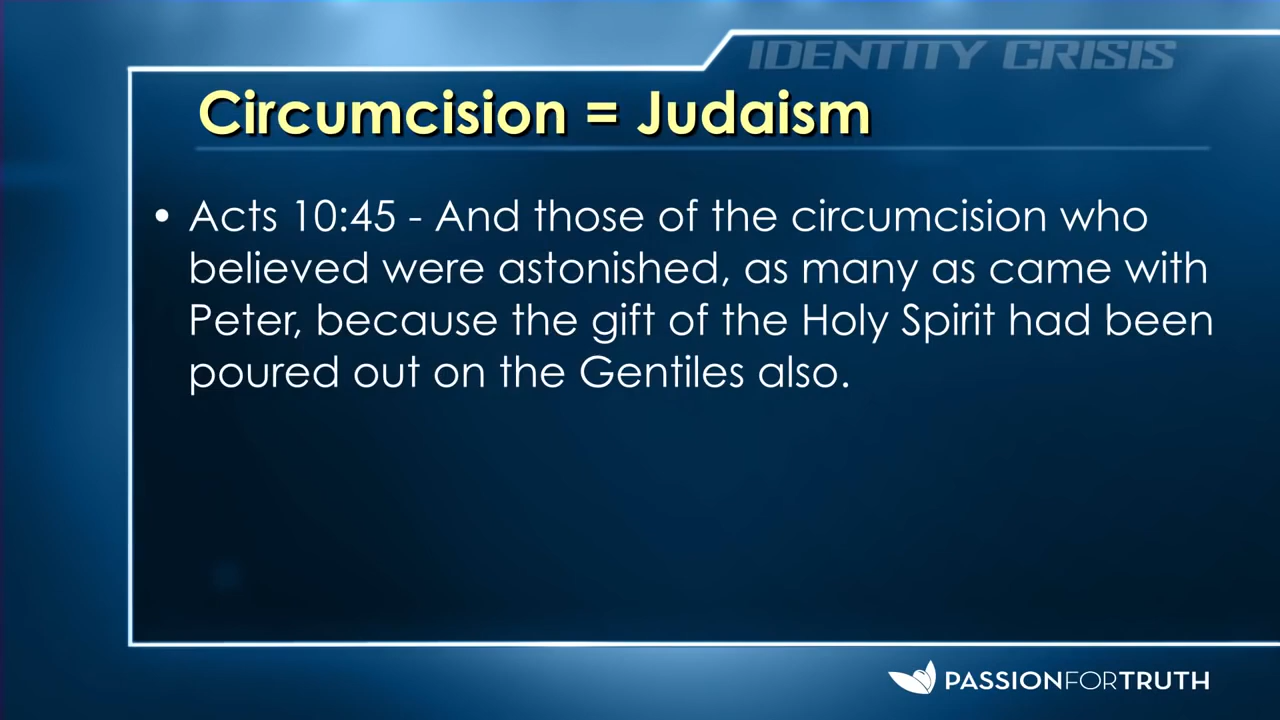 IDENTITY CRISIS
Circumcision = Judaism
• Acts 10:45 - And those of the circumcision who
believed were astonished, as many as came with
Peter, because the gift of the Holy Spirit had been
poured out on the Gentiles also.
PASSIONFORTRUTH